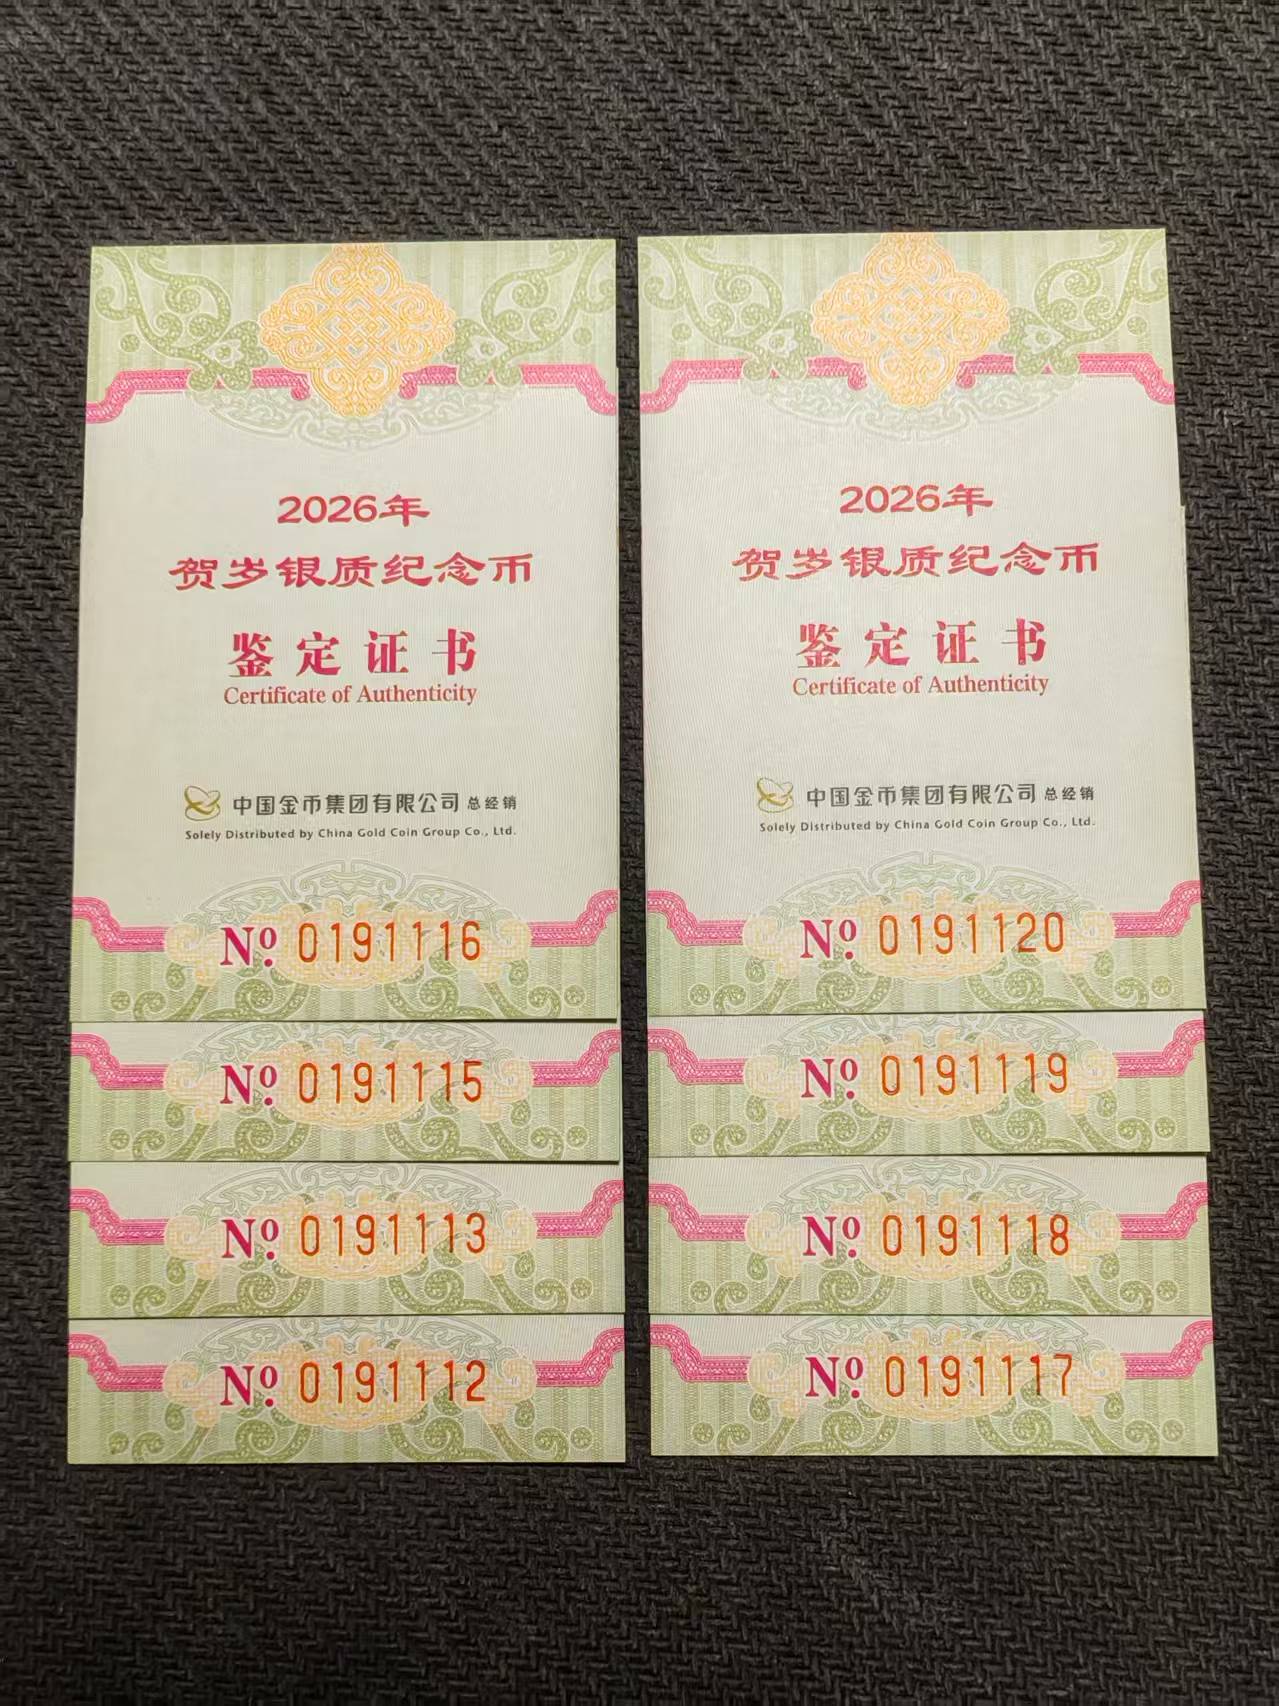 2026年
贺岁银质纪念币
鉴定证书
Certificate of Authenticity
中国金币集团有限公司 总经销
Solely Distributed by China Gold Coin Group Co., Ltd.
Nº. 0191116
Nº. 0191115
Nº. 0191113
Nº. 0191112
2026年
贺岁银质纪念币
鉴定证书
Certificate of Authenticity
中国金币集团有限公司 总经销
Solely Distributed by China Gold Coin Group Co., Ltd.
Nº. 0191120
Nº. 0191119
Nº. 0191118
Nº. 0191117